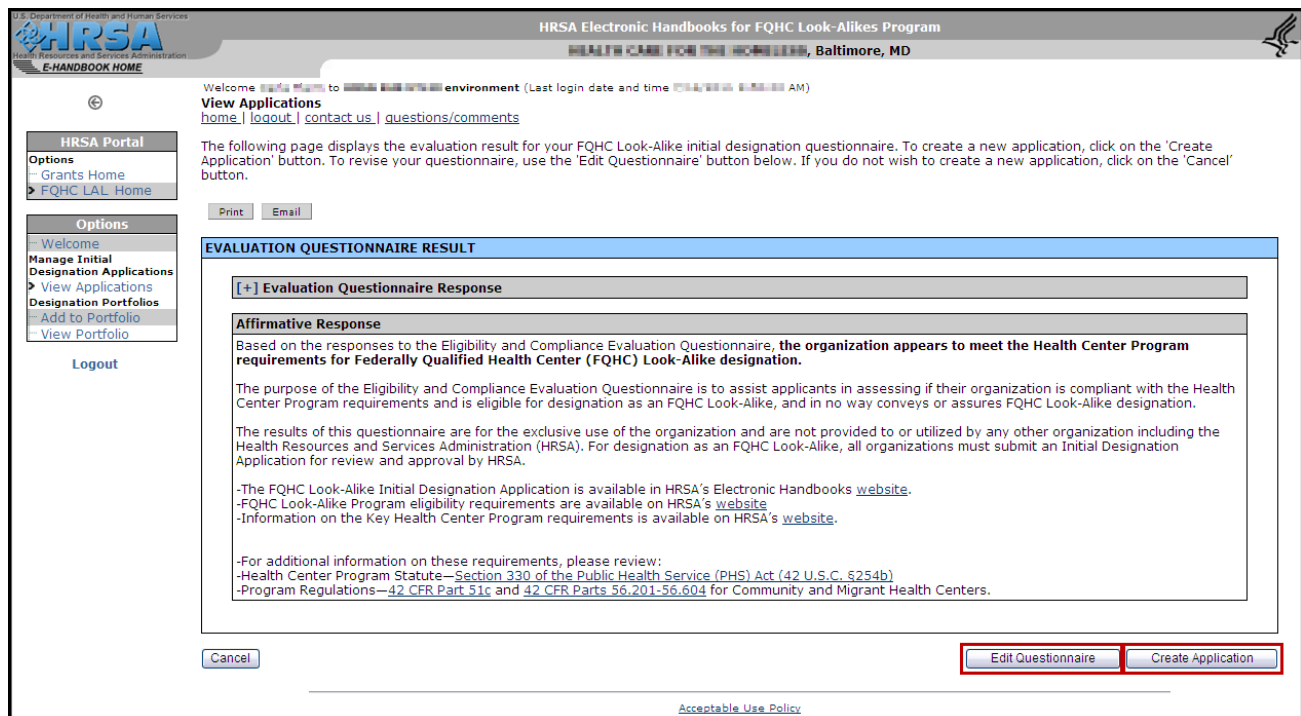 U.S. Department of Health and Human Services
HRSA
Health Resources and Services Administration
E-HANDBOOK HOME
HRSA Electronic Handbooks for FQHC Look-Alikes Program
HEALTH CARE FOR THE HOMELESS, Baltimore, MD
Welcome to environment (Last login date and time AM)
View Applications
home | logout | contact us | questions/comments
HRSA Portal
Options
Grants Home
FQHC LAL Home
Options
Welcome
Manage Initial
Designation Applications
View Applications
Designation Portfolios
Add to Portfolio
View Portfolio
Logout
The following page displays the evaluation result for your FQHC Look-Alike initial designation questionnaire. To create a new application, click on the 'Create
Application' button. To revise your questionnaire, use the 'Edit Questionnaire' button below. If you do not wish to create a new application, click on the 'Cancel'
button.
Print Email
EVALUATION QUESTIONNAIRE RESULT
[+] Evaluation Questionnaire Response
Affirmative Response
Based on the responses to the Eligibility and Compliance Evaluation Questionnaire, the organization appears to meet the Health Center Program
requirements for Federally Qualified Health Center (FQHC) Look-Alike designation.
The purpose of the Eligibility and Compliance Evaluation Questionnaire is to assist applicants in assessing if their organization is compliant with the Health
Center Program requirements and is eligible for designation as an FQHC Look-Alike, and in no way conveys or assures FQHC Look-Alike designation.
The results of this questionnaire are for the exclusive use of the organization and are not provided to or utilized by any other organization including the
Health Resources and Services Administration (HRSA). For designation as an FQHC Look-Alike, all organizations must submit an Initial Designation
Application for review and approval by HRSA.
-The FQHC Look-Alike Initial Designation Application is available in HRSA's Electronic Handbooks website.
-FQHC Look-Alike Program eligibility requirements are available on HRSA's website
-Information on the Key Health Center Program requirements is available on HRSA's website.
-For additional information on these requirements, please review:
-Health Center Program Statute—Section 330 of the Public Health Service (PHS) Act (42 U.S.C. §254b)
-Program Regulations—42 CFR Part 51c and 42 CFR Parts 56.201-56.604 for Community and Migrant Health Centers.
Cancel Edit Questionnaire Create Application
Acceptable Use Policy